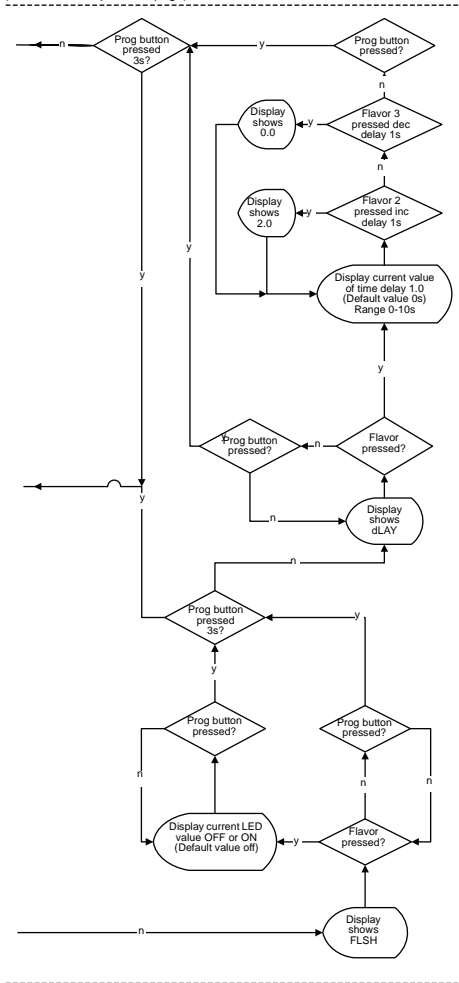 n
Prog button
pressed
3s?
y
Prog button
pressed?
n
Display
shows
0.0
y
Flavor 3
pressed dec
delay 1s
n
Display
shows
2.0
y
Flavor 2
pressed inc
delay 1s
y
y
Display current value
of time delay 1.0
(Default value 0s)
Range 0-10s
y
y
Prog button
pressed?
n
Flavor
pressed?
y
n
Display
shows
dLAY
n
Prog button
pressed
3s?
y
y
Prog button
pressed?
Prog button
pressed?
n
n
n
Display current LED
value OFF or ON
(Default value off)
y
Flavor
pressed?
n
Display
shows
FLSH